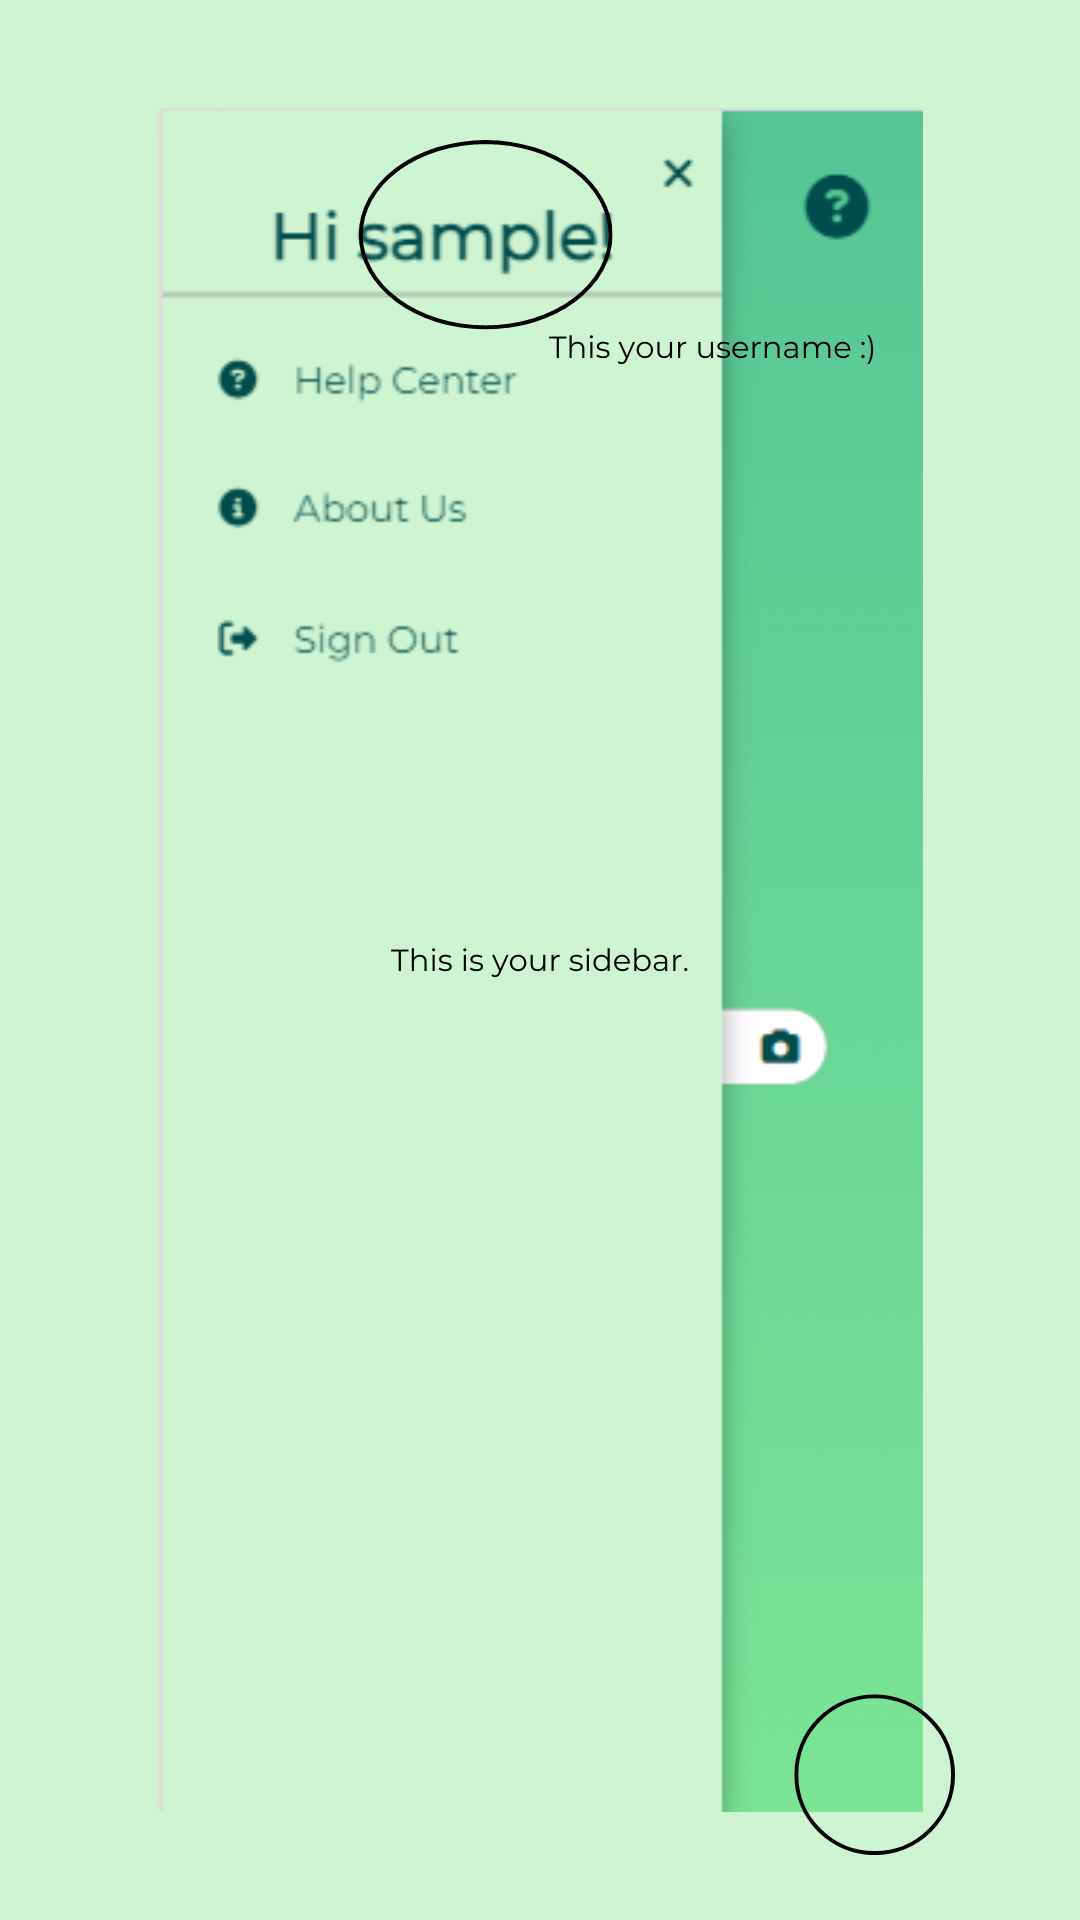 Hi sample!
This your username :)
Help Center
About Us
Sign Out
This is your sidebar.